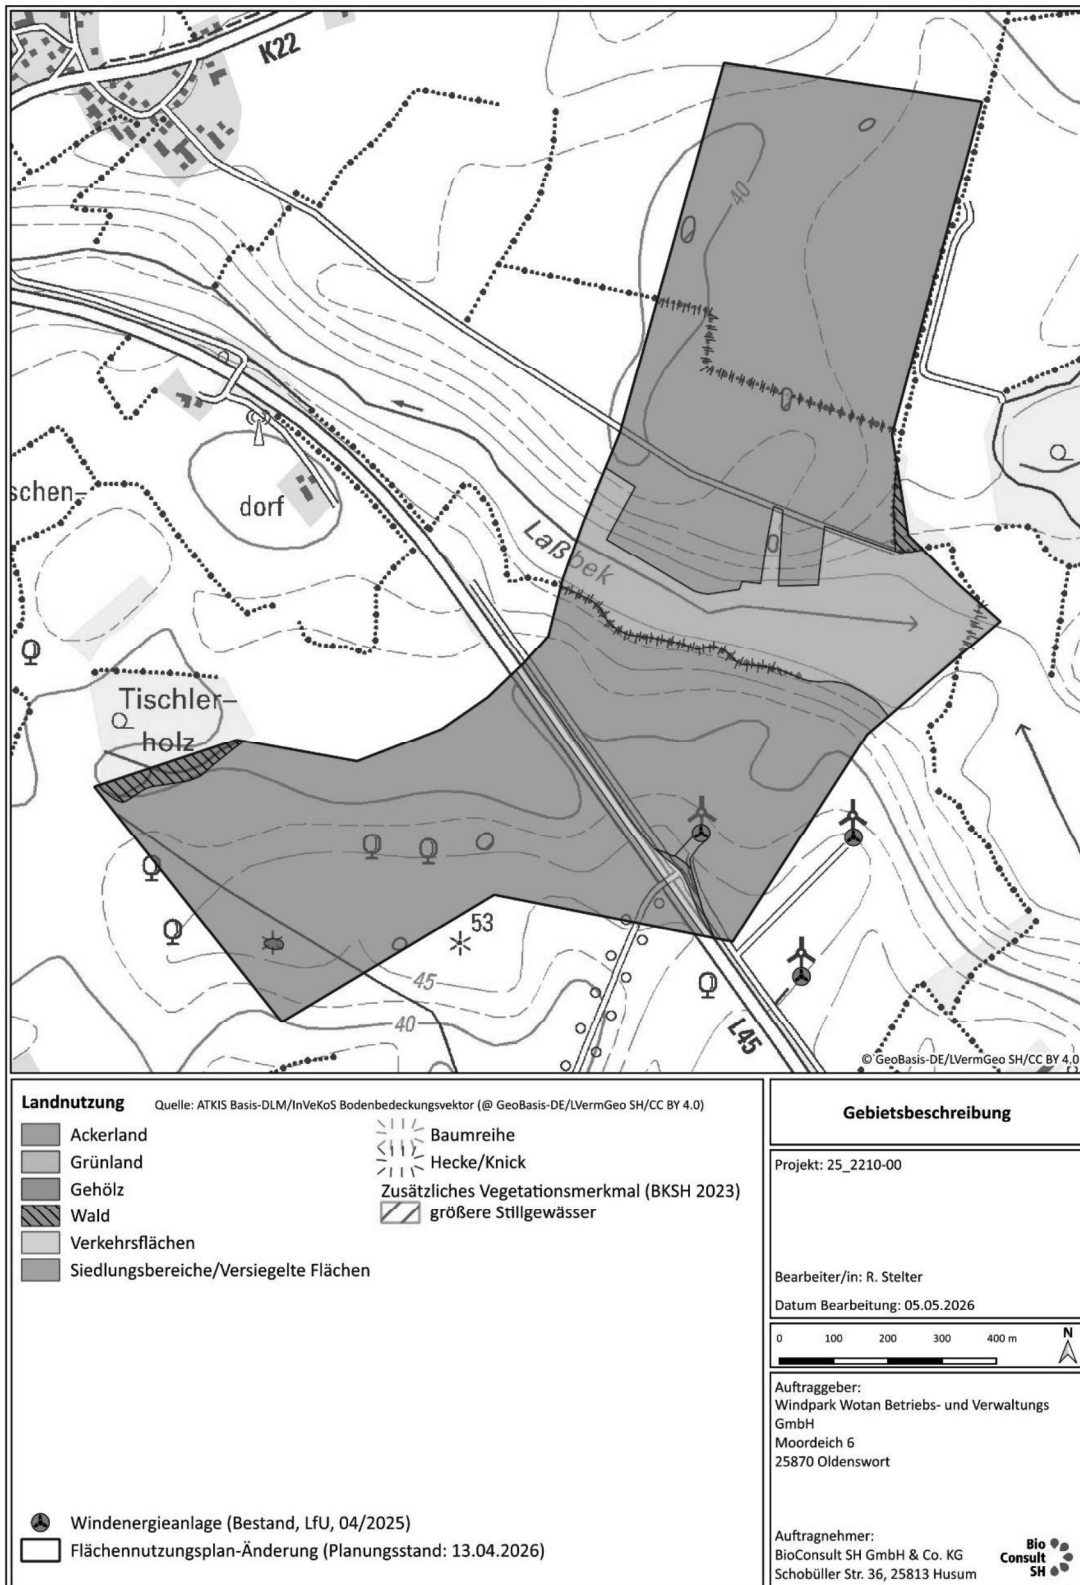 K22
40
schen-
dorf
Laßbek
Tischler-
holz
53
45
40
L45
© GeoBasis-DE/LVermGeo SH/CC BY 4.0
Landnutzung Quelle: ATKIS Basis-DLM/InVeKoS Bodenbedeckungsvektor (@ GeoBasis-DE/LVermGeo SH/CC BY 4.0)
Ackerland
Grünland
Gehölz
Wald
Verkehrsflächen
Siedlungsbereiche/Versiegelte Flächen
Baumreihe
Hecke/Knick
Zusätzliches Vegetationsmerkmal (BKSH 2023)
größere Stillgewässer
Windenergieanlage (Bestand, LfU, 04/2025)
Flächennutzungsplan-Änderung (Planungsstand: 13.04.2026)
Gebietsbeschreibung
Projekt: 25_2210-00
Bearbeiter/in: R. Stelter
Datum Bearbeitung: 05.05.2026
0 100 200 300 400 m
N
Auftraggeber:
Windpark Wotan Betriebs- und Verwaltungs
GmbH
Moordeich 6
25870 Oldenswort
Auftragnehmer:
BioConsult SH GmbH & Co. KG
Schobüller Str. 36, 25813 Husum
Bio
Consult
SH